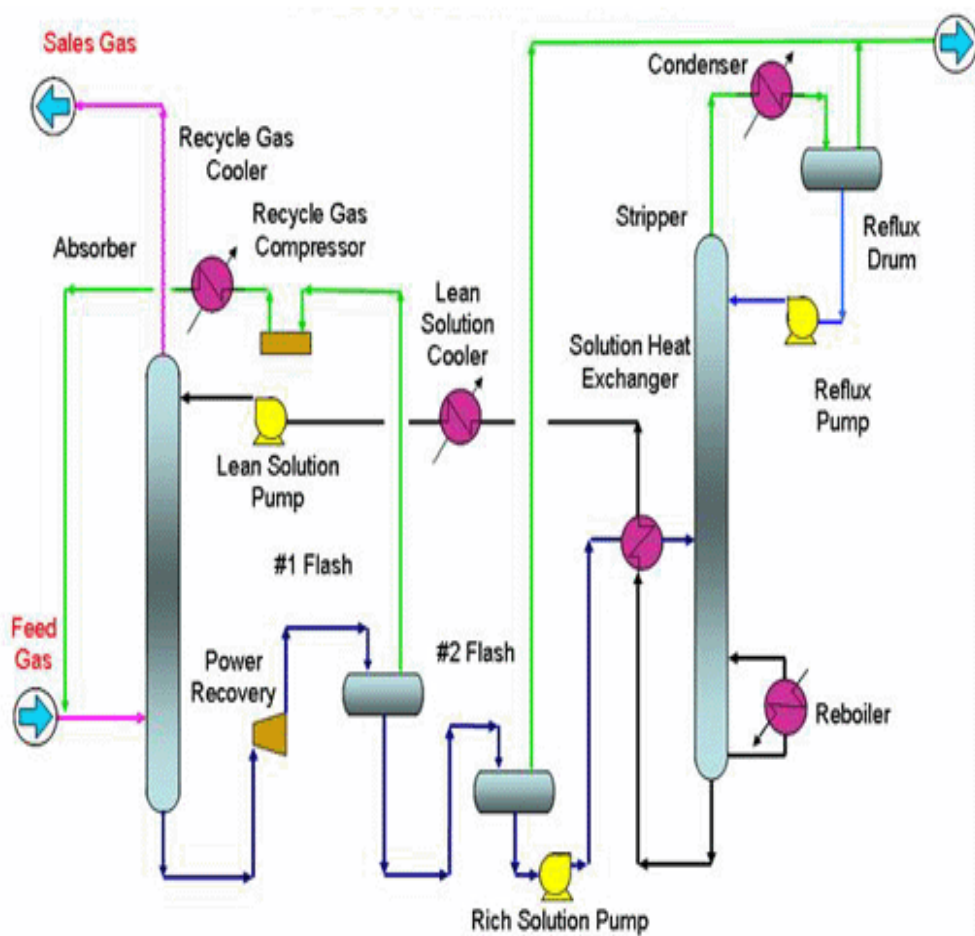 Sales Gas
Condenser
Recycle Gas
Cooler
Recycle Gas
Compressor
Absorber
Stripper
Reflux
Drum
Lean
Solution
Cooler
Solution Heat
Exchanger
Reflux
Pump
Lean Solution
Pump
#1 Flash
Feed
Gas
Power
Recovery
#2 Flash
Reboiler
Rich Solution Pump